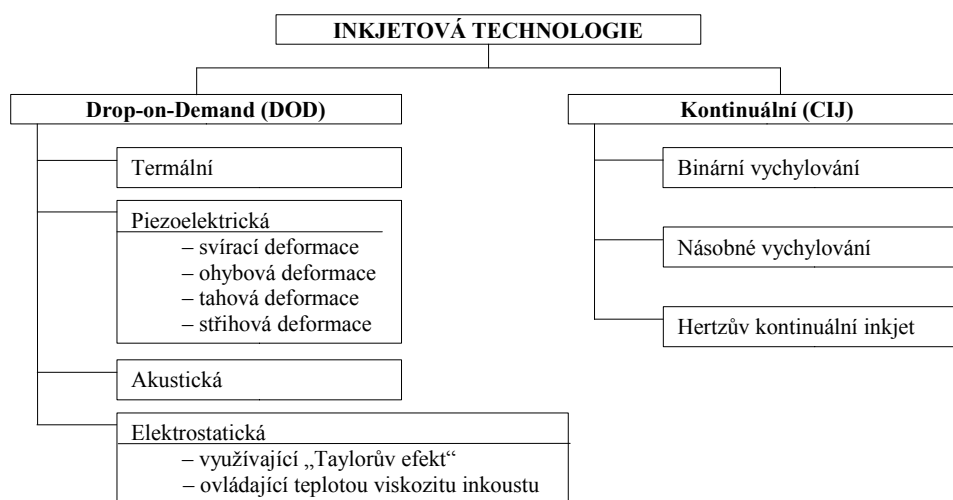 INKJETOVÁ TECHNOLOGIE
Drop-on-Demand (DOD)
Termální
Piezoelektrická
– svírací deformace
– ohybová deformace
– tahová deformace
– střihová deformace
Akustická
Elektrostatická
– využívající „Taylorův efekt“
– ovládající teplotou viskozitu inkoustu
Kontinuální (CIJ)
Binární vychylování
Násobné vychylování
Hertzův kontinuální inkjet